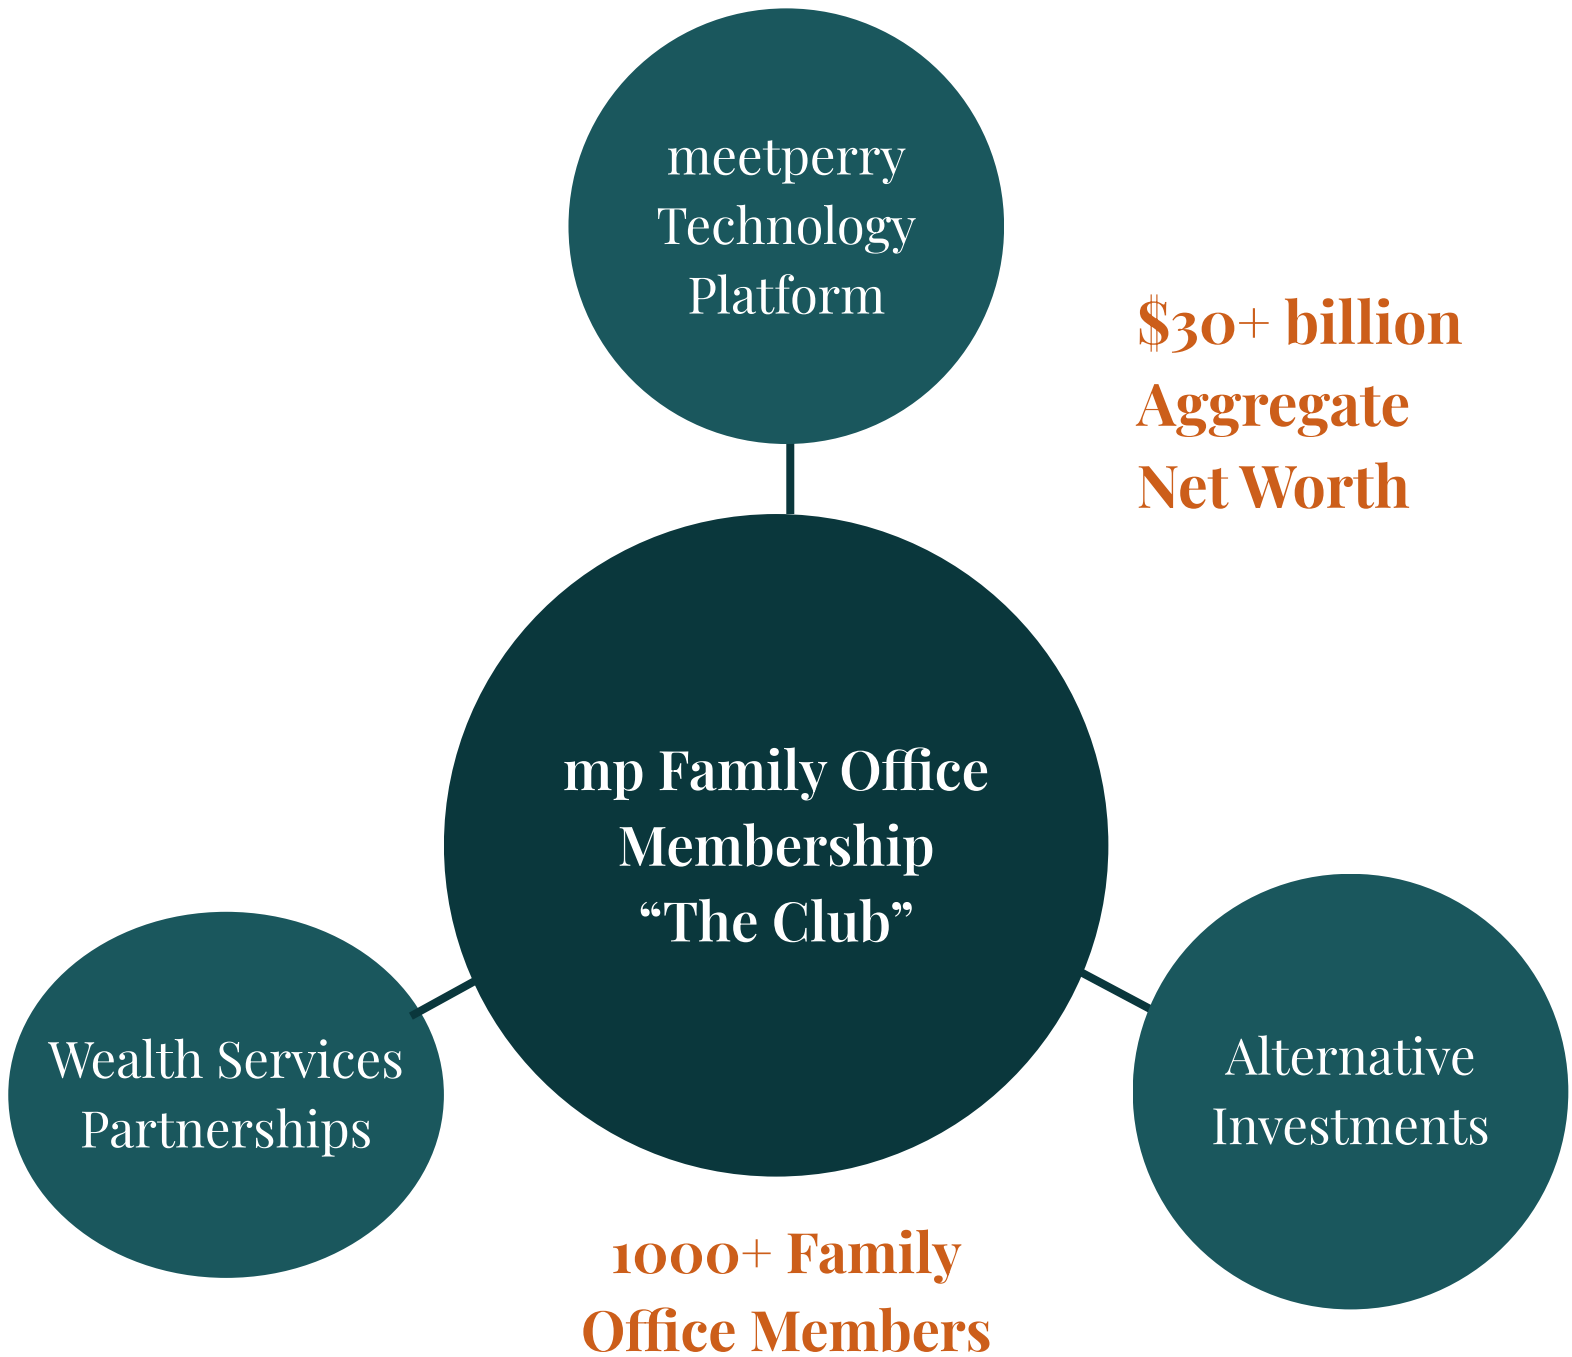 meetperry
Technology
Platform
$30+ billion
Aggregate
Net Worth
mp Family Office
Membership
“The Club”
Wealth Services
Partnerships
Alternative
Investments
1000+ Family
Office Members